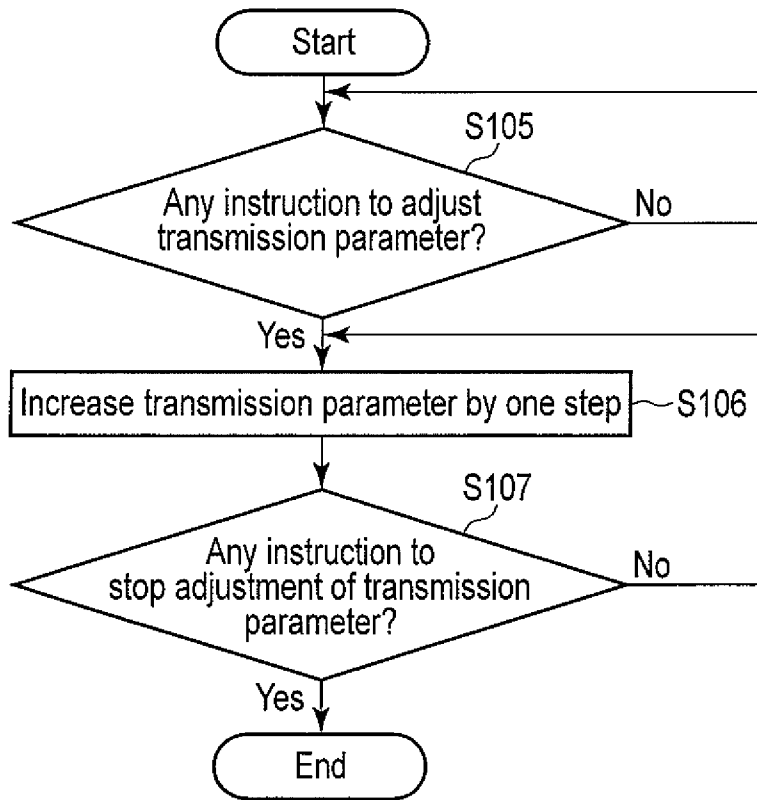 Start
S105
Any instruction to adjust
transmission parameter?
No
Yes
Increase transmission parameter by one step
S106
S107
Any instruction to
stop adjustment of transmission
parameter?
No
Yes
End